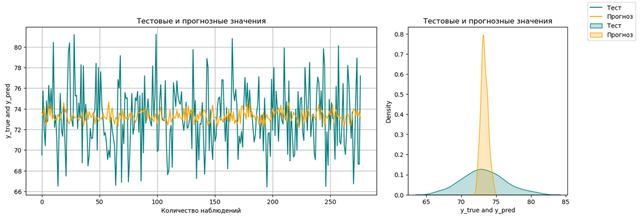 Тестовые и прогнозные значения
y_true and y_pred
80
78
76
74
72
70
68
66
0 50 100 150 200 250
Количество наблюдений
Тестовые и прогнозные значения
Density
0.8
0.7
0.6
0.5
0.4
0.3
0.2
0.1
0.0
65 70 75 80 85
y_true and y_pred
Тест
Прогноз
Тест
Прогноз